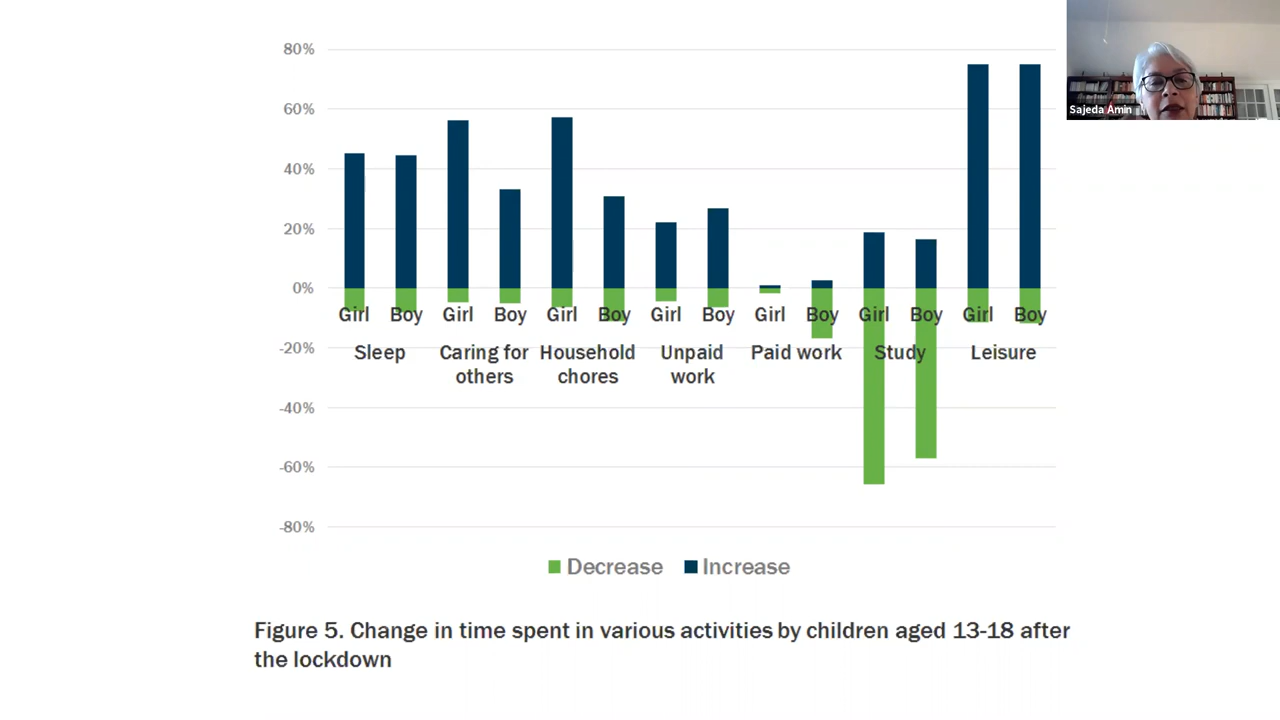 Sajeda Amin
80%
60%
40%
20%
0%
-20%
-40%
-60%
-80%
Girl Boy Girl Boy Girl Boy Girl Boy Girl Boy Girl Boy Girl Boy
Sleep Caring for others Household chores Unpaid work Paid work Study Leisure
Decrease Increase
Figure 5. Change in time spent in various activities by children aged 13-18 after
the lockdown